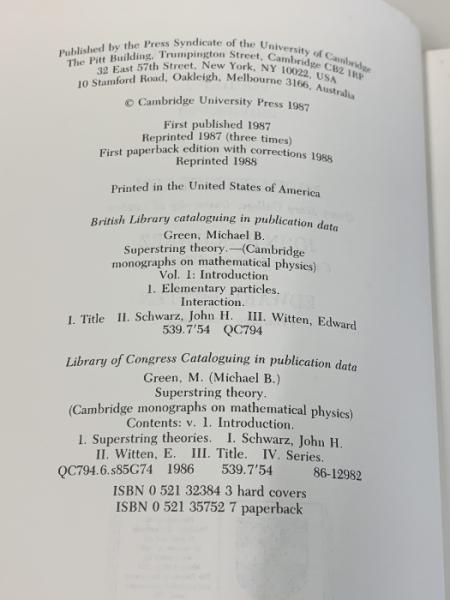 Published by the Press Syndicate of the University of Cambridge
The Pitt Building, Trumpington Street, Cambridge CB2 1RP
32 East 57th Street, New York, NY 10022, USA
10 Stamford Road, Oakleigh, Melbourne 3166, Australia
© Cambridge University Press 1987
First published 1987
Reprinted 1987 (three times)
First paperback edition with corrections 1988
Reprinted 1988
Printed in the United States of America
British Library cataloguing in publication data
Green, Michael B.
Superstring theory.—(Cambridge
monographs on mathematical physics)
Vol. 1: Introduction
1. Elementary particles.
Interaction.
I. Title II. Schwarz, John H. III. Witten, Edward
539.7'54 QC794
Library of Congress Cataloguing in publication data
Green, M. (Michael B.)
Superstring theory.
(Cambridge monographs on mathematical physics)
Contents: v. 1. Introduction.
1. Superstring theories. I. Schwarz, John H.
II. Witten, E. III. Title. IV. Series.
QC794.6.s85G74 1986 539.7'54 86-12982
ISBN 0 521 32384 3 hard covers
ISBN 0 521 35752 7 paperback